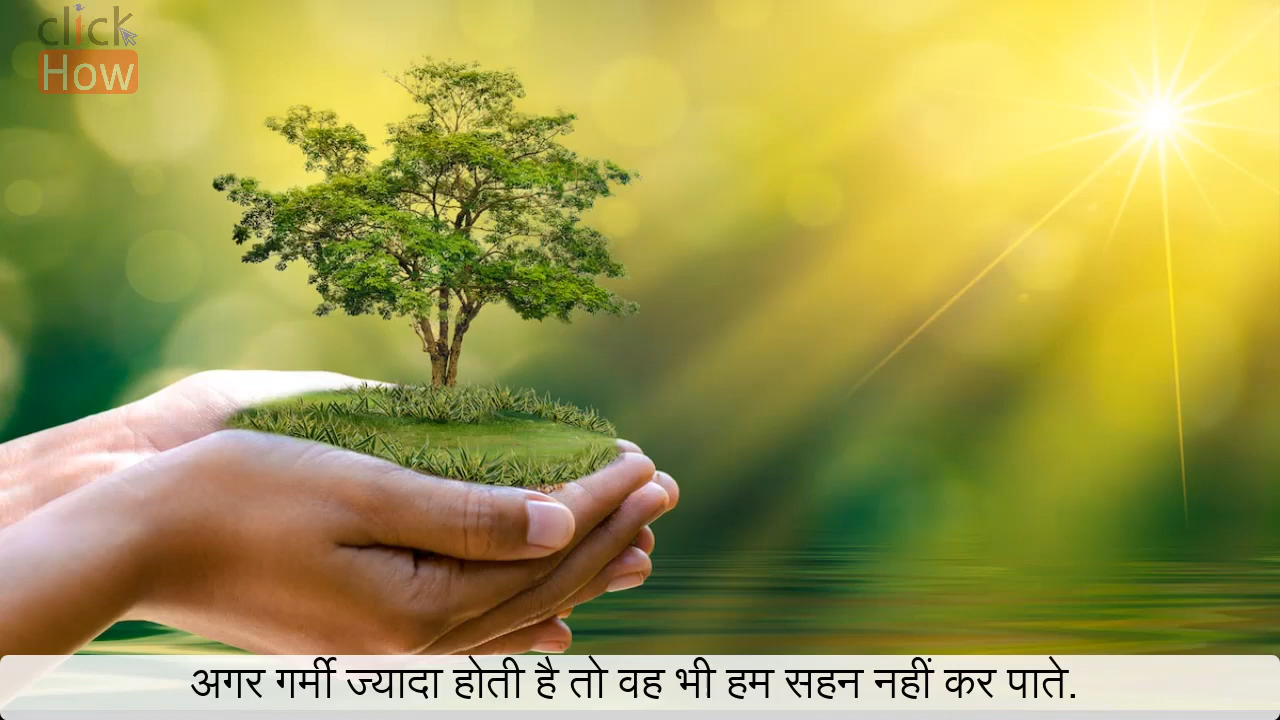 click
How
अगर गर्मी ज्यादा होती है तो वह भी हम सहन नहीं कर पाते.